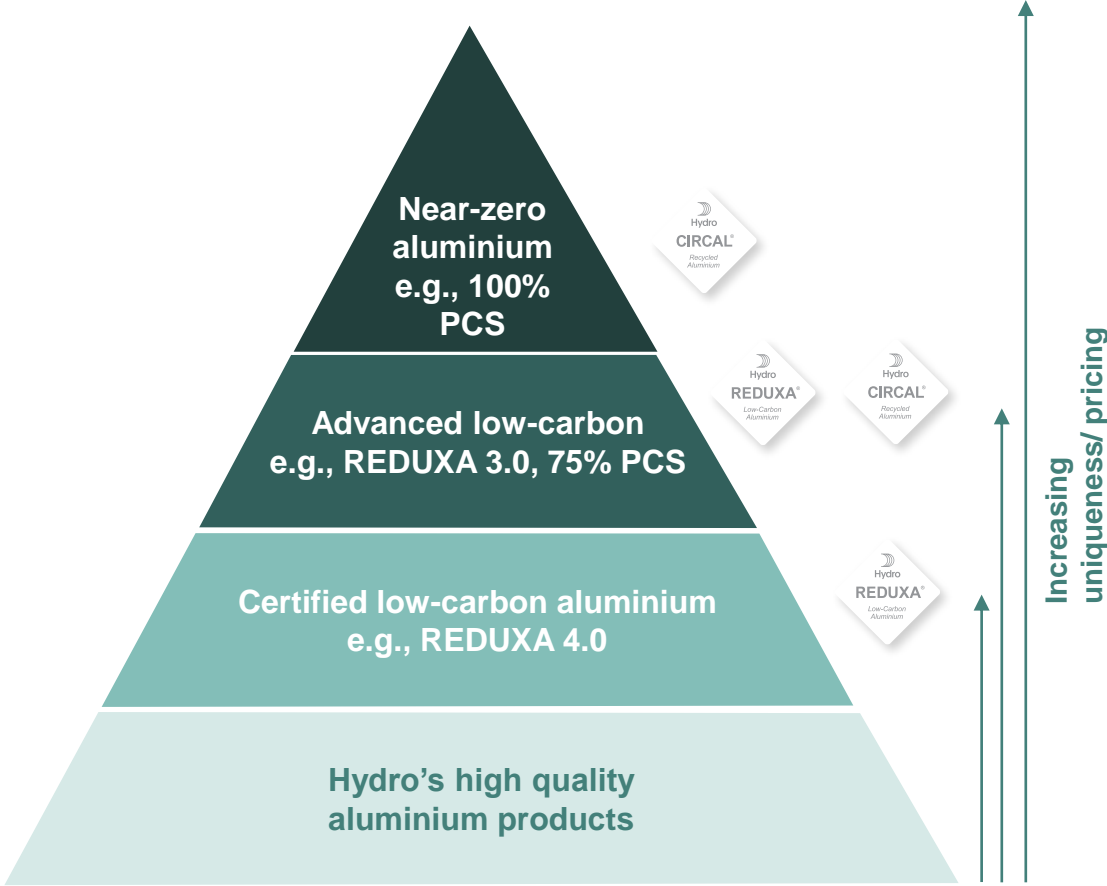 Near-zero
aluminium
e.g., 100%
PCS
Hydro
CIRCAL®
Recycled
Aluminium
Advanced low-carbon
e.g., REDUXA 3.0, 75% PCS
Hydro
REDUXA®
Low-Carbon
Aluminium
Hydro
CIRCAL®
Recycled
Aluminium
Certified low-carbon aluminium
e.g., REDUXA 4.0
Hydro
REDUXA®
Low-Carbon
Aluminium
Hydro’s high quality
aluminium products
Increasing
uniqueness/ pricing